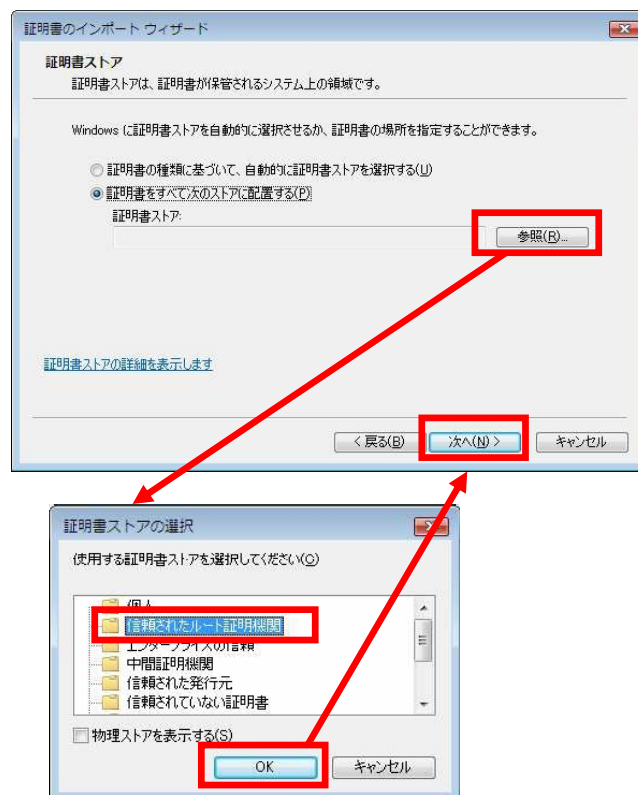 証明書のインポート ウィザード
証明書ストア
証明書ストアは、証明書が保管されるシステム上の領域です。
Windows に証明書ストアを自動的に選択させるか、証明書の場所を指定することができます。
証明書の種類に基づいて、自動的に証明書ストアを選択する(U)
証明書をすべて次のストアに配置する(P)
証明書ストア:
参照(R)...
証明書ストアの詳細を表示します
< 戻る(B)
次へ(N) >
キャンセル
証明書ストアの選択
使用する証明書ストアを選択してください(C)
個人
信頼されたルート証明機関
エンタープライズの信頼
中間証明機関
信頼された発行元
信頼されていない証明書
物理ストアを表示する(S)
OK
キャンセル